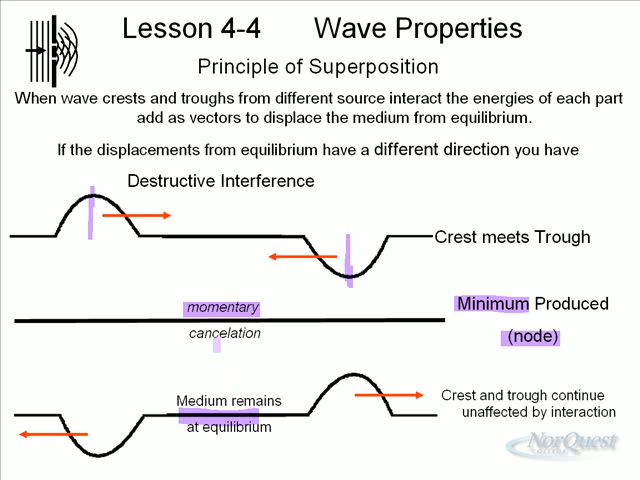 Lesson 4-4 Wave Properties
Principle of Superposition
When wave crests and troughs from different source interact the energies of each part
add as vectors to displace the medium from equilibrium.
If the displacements from equilibrium have a different direction you have
Destructive Interference
Crest meets Trough
momentary
cancelation
Minimum Produced
(node)
Medium remains
at equilibrium
Crest and trough continue
unaffected by interaction
NorQuest
COLLEGE